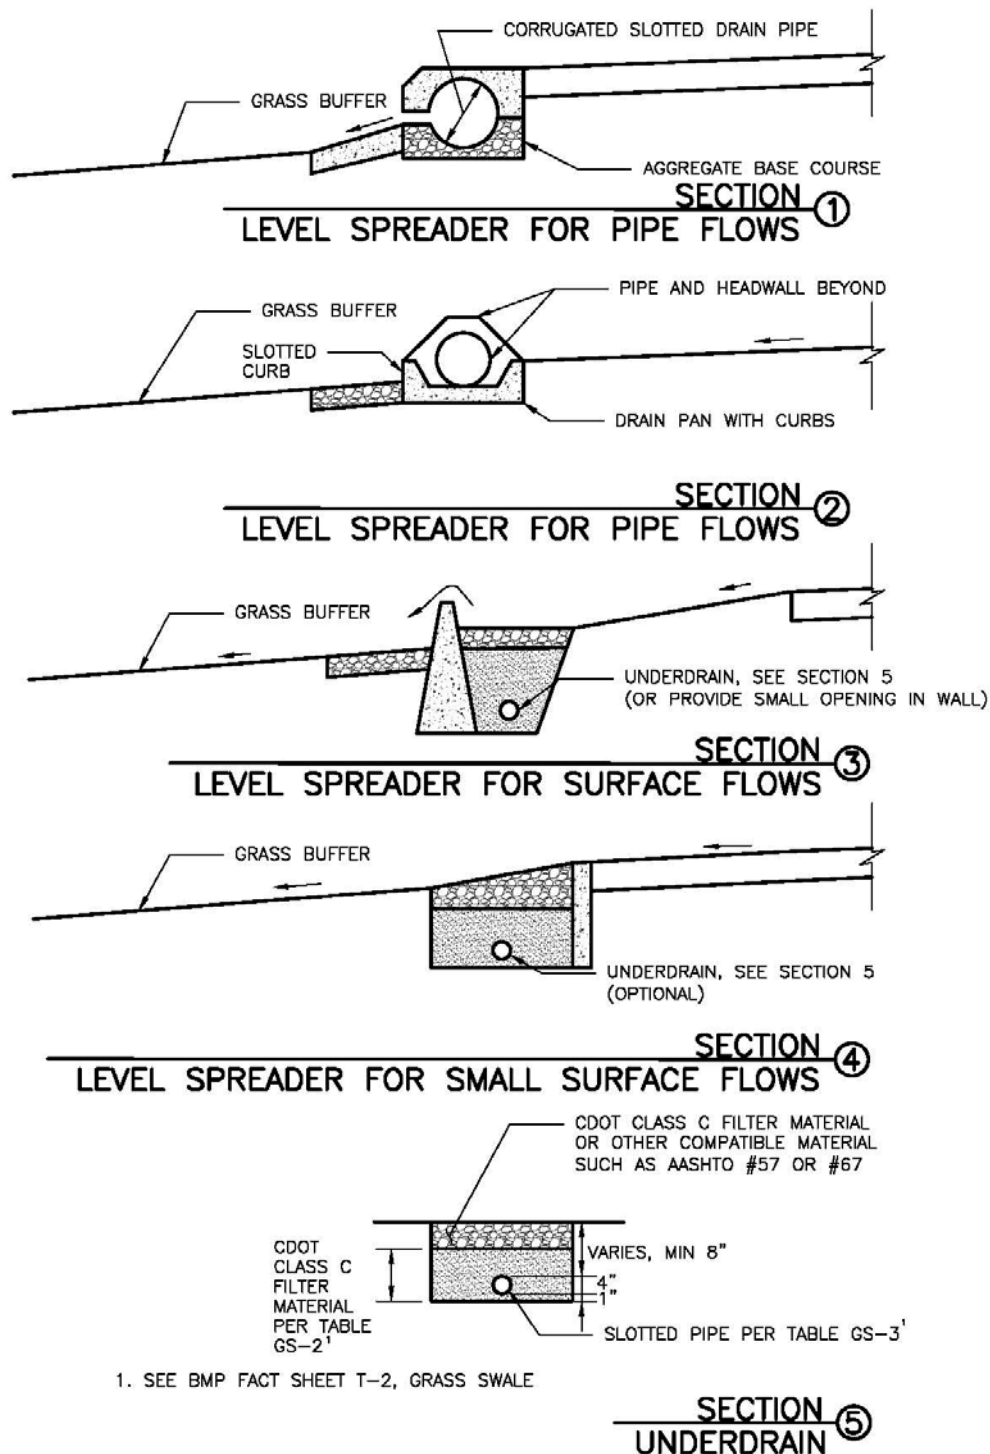 CORRUGATED SLOTTED DRAIN PIPE
GRASS BUFFER
AGGREGATE BASE COURSE
SECTION
1
LEVEL SPREADER FOR PIPE FLOWS
PIPE AND HEADWALL BEYOND
GRASS BUFFER
SLOTTED
CURB
DRAIN PAN WITH CURBS
SECTION
2
LEVEL SPREADER FOR PIPE FLOWS
GRASS BUFFER
UNDERDRAIN, SEE SECTION 5
(OR PROVIDE SMALL OPENING IN WALL)
SECTION
3
LEVEL SPREADER FOR SURFACE FLOWS
GRASS BUFFER
UNDERDRAIN, SEE SECTION 5
(OPTIONAL)
SECTION
4
LEVEL SPREADER FOR SMALL SURFACE FLOWS
CDOT CLASS C FILTER MATERIAL
OR OTHER COMPATIBLE MATERIAL
SUCH AS AASHTO #57 OR #67
CDOT
CLASS C
FILTER
MATERIAL
PER TABLE
GS-2¹
VARIES, MIN 8"
4"
1"
SLOTTED PIPE PER TABLE GS-3¹
1. SEE BMP FACT SHEET T-2, GRASS SWALE
SECTION
5
UNDERDRAIN